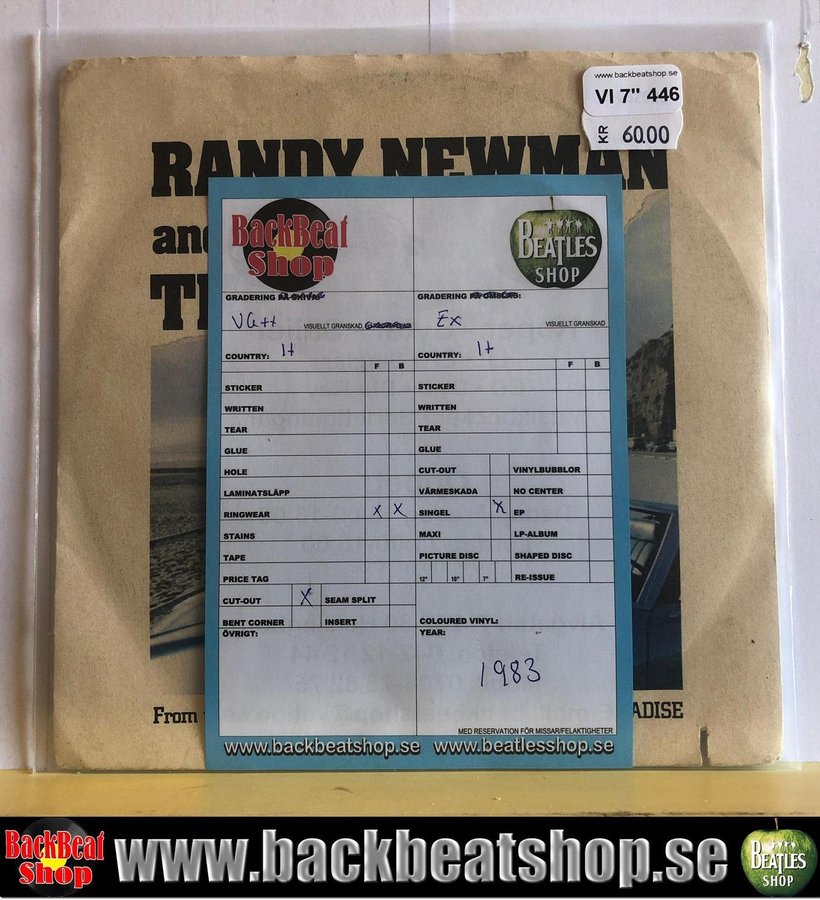 www.backbeatshop.se
VI 7" 446
KR 60.00
RANDY NEWMAN
and
T
BackBeat Shop
BEATLES SHOP
GRADERING
GRADERING
VG++ VISUELLT GRANSKAD,
Ex VISUELLT GRANSKAD
COUNTRY: It
COUNTRY: It
F B
F B
STICKER
STICKER
WRITTEN
WRITTEN
TEAR
TEAR
GLUE
GLUE
HOLE
CUT-OUT VINYLBUBBLOR
LAMINATSLÄPP
VÄRMESKADA NO CENTER
RINGWEAR X X
SINGEL X EP
STAINS
MAXI LP-ALBUM
TAPE
PICTURE DISC SHAPED DISC
PRICE TAG
12" 10" 7" RE-ISSUE
CUT-OUT X SEAM SPLIT
BENT CORNER INSERT
COLOURED VINYL:
ÖVRIGT:
YEAR:
1983
MED RESERVATION FÖR MISSAR/FELAKTIGHETER
www.backbeatshop.se www.beatlesshop.se
From
ADISE
BackBeat Shop
www.backbeatshop.se
BEATLES SHOP